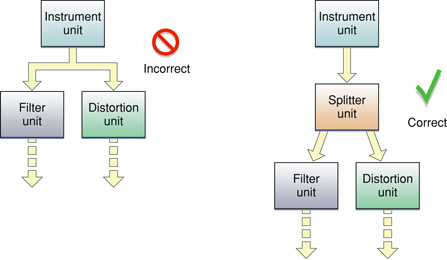 Instrument
unit
Incorrect
Filter
unit
Distortion
unit
Instrument
unit
Splitter
unit
Correct
Filter
unit
Distortion
unit